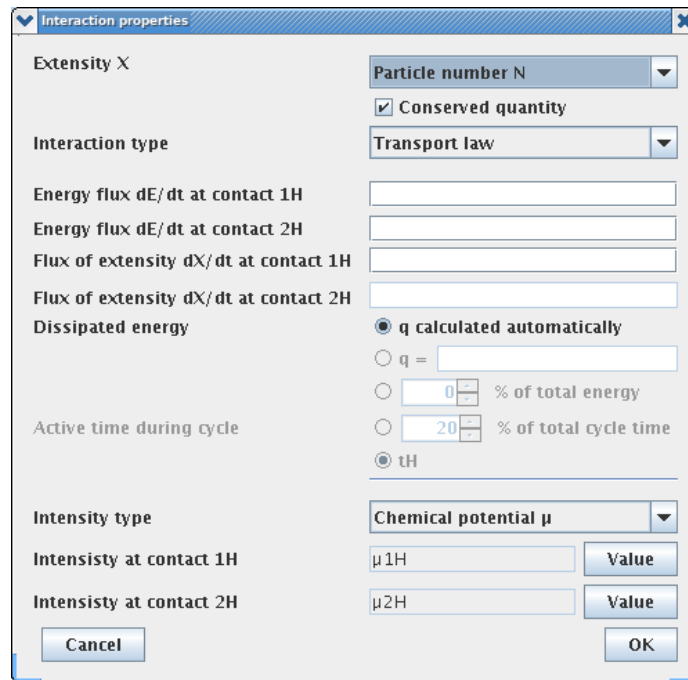 Interaction properties
Extensity X
Particle number N
Conserved quantity
Interaction type
Transport law
Energy flux dE/dt at contact 1H
Energy flux dE/dt at contact 2H
Flux of extensity dX/dt at contact 1H
Flux of extensity dX/dt at contact 2H
Dissipated energy
q calculated automatically
q =
0 % of total energy
Active time during cycle
20 % of total cycle time
tH
Intensity type
Chemical potential µ
Intensisty at contact 1H
µ1H
Value
Intensisty at contact 2H
µ2H
Value
Cancel
OK